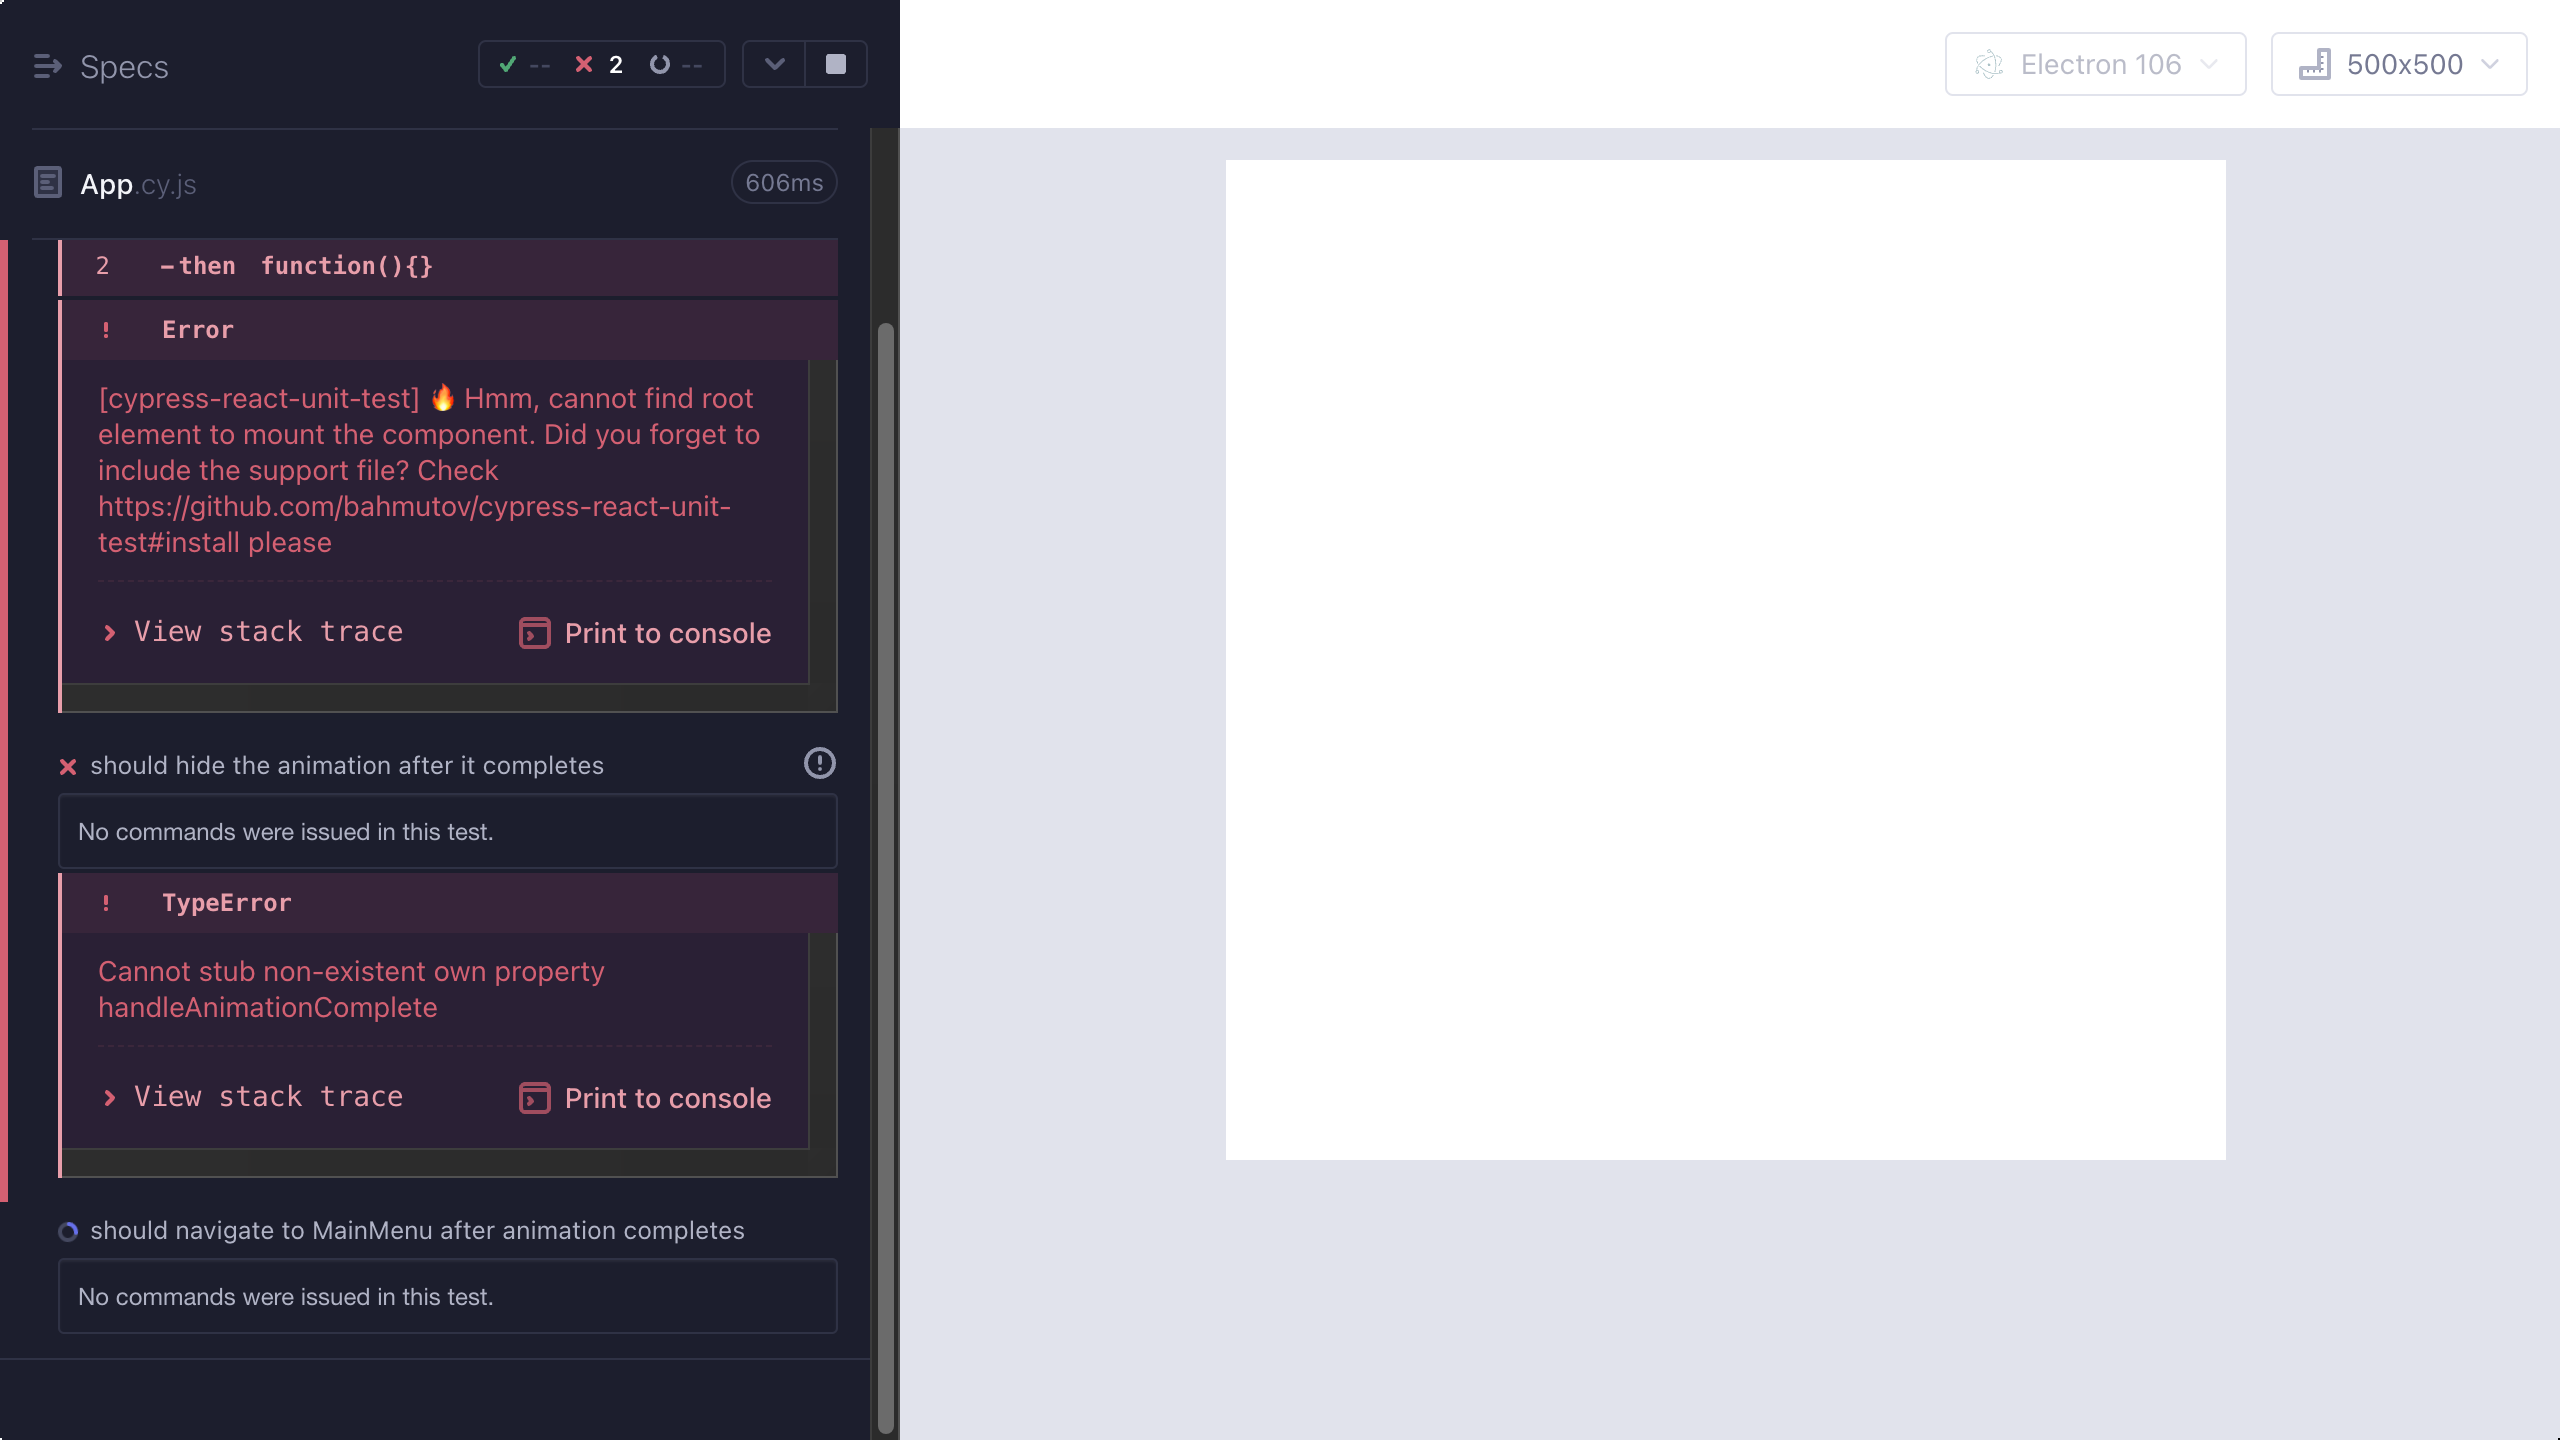 Specs
-- 2 --
Electron 106
500x500
App.cy.js
606ms
2 -then function(){}
! Error
[cypress-react-unit-test] 🔥 Hmm, cannot find root
element to mount the component. Did you forget to
include the support file? Check
https://github.com/bahmutov/cypress-react-unit-
test#install please
View stack trace
Print to console
should hide the animation after it completes
No commands were issued in this test.
! TypeError
Cannot stub non-existent own property
handleAnimationComplete
View stack trace
Print to console
should navigate to MainMenu after animation completes
No commands were issued in this test.